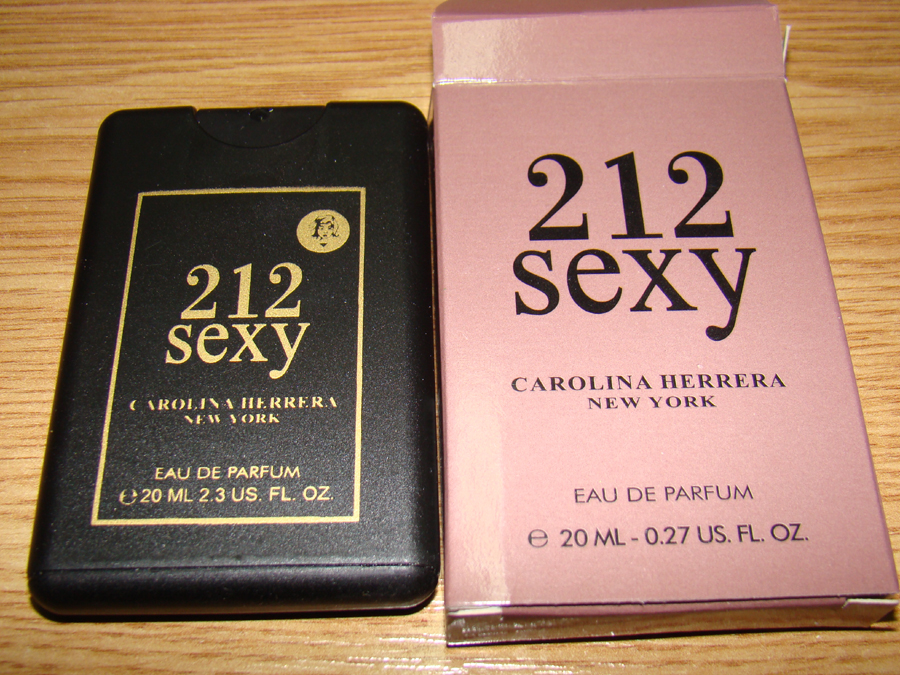 212
sexy
CAROLINA HERRERA
NEW YORK
EAU DE PARFUM
℮ 20 ML 2.3 US. FL. OZ.
212
sexy
CAROLINA HERRERA
NEW YORK
EAU DE PARFUM
℮ 20 ML - 0.27 US. FL. OZ.